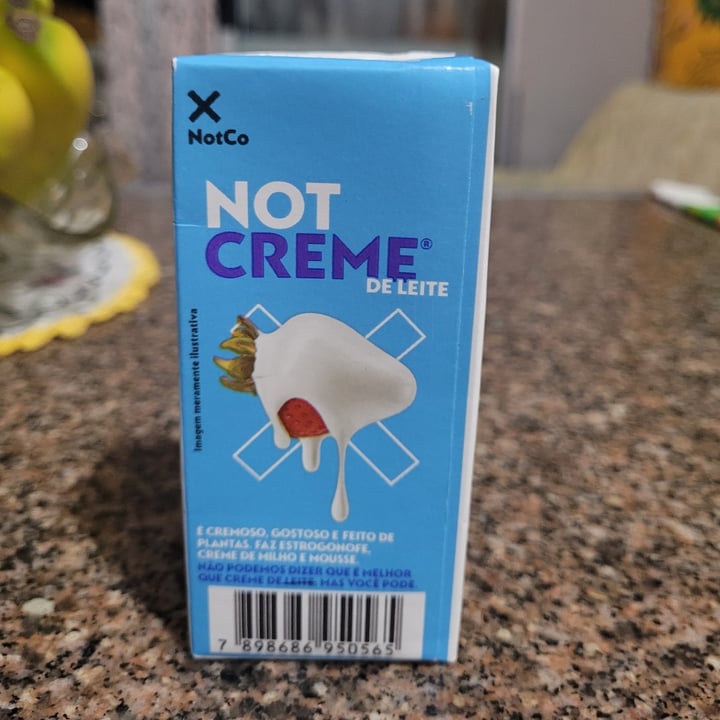 NotCo
NOT
CREME®
DE LEITE
Imagem meramente ilustrativa
É CREMOSO, GOSTOSO E FEITO DE
PLANTAS. FAZ ESTROGONOFE,
CREME DE MILHO E MOUSSE.
NÃO PODEMOS DIZER QUE É MELHOR
QUE CREME DE LEITE, MAS VOCÊ PODE.
7 898686 950565